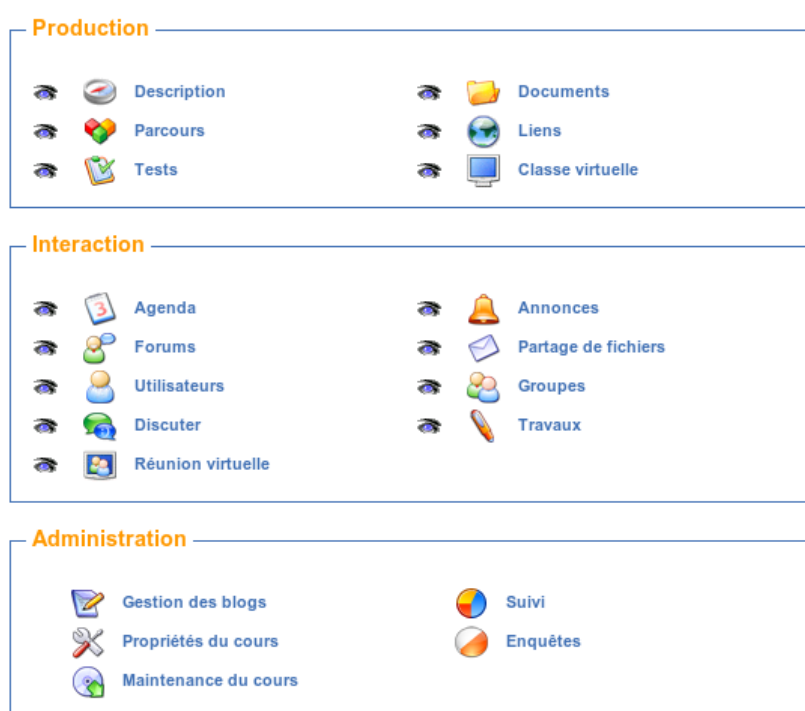 Production
Description
Documents
Parcours
Liens
Tests
Classe virtuelle
Interaction
3
Agenda
Annonces
Forums
Partage de fichiers
Utilisateurs
Groupes
Discuter
Travaux
Réunion virtuelle
Administration
Gestion des blogs
Suivi
Propriétés du cours
Enquêtes
Maintenance du cours